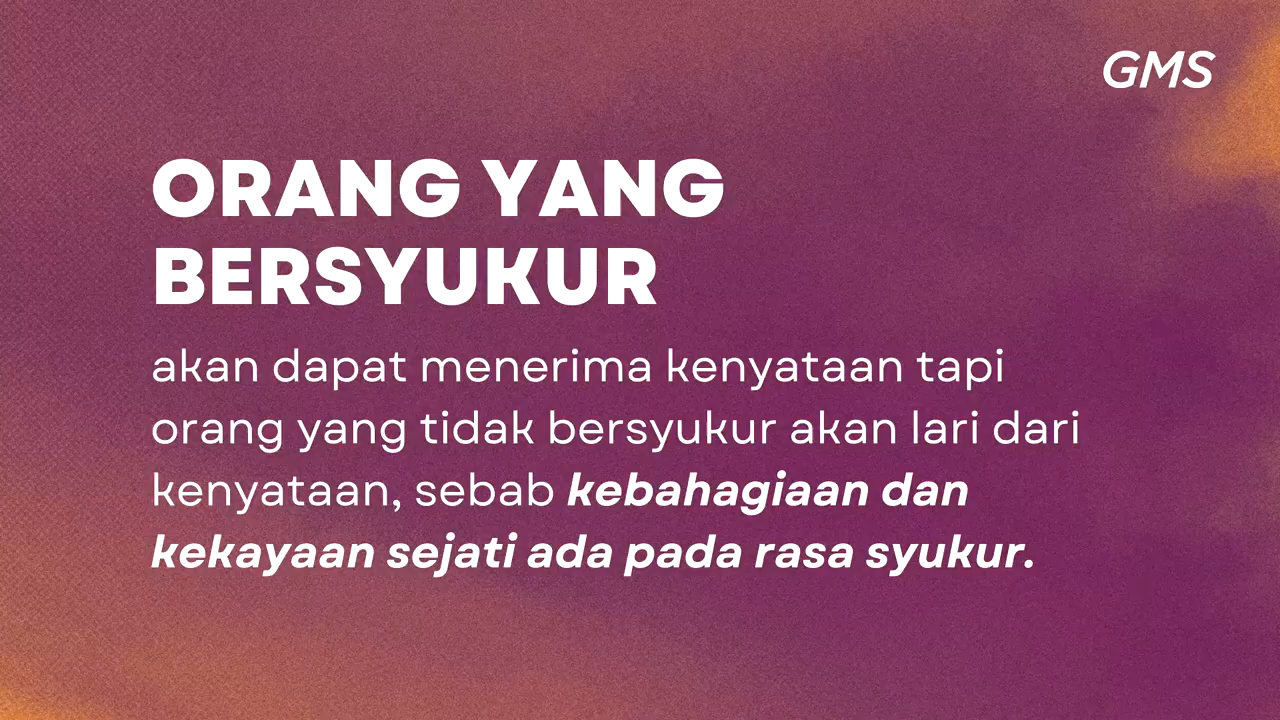 GMS
ORANG YANG
BERSYUKUR
akan dapat menerima kenyataan tapi
orang yang tidak bersyukur akan lari dari
kenyataan, sebab kebahagiaan dan
kekayaan sejati ada pada rasa syukur.